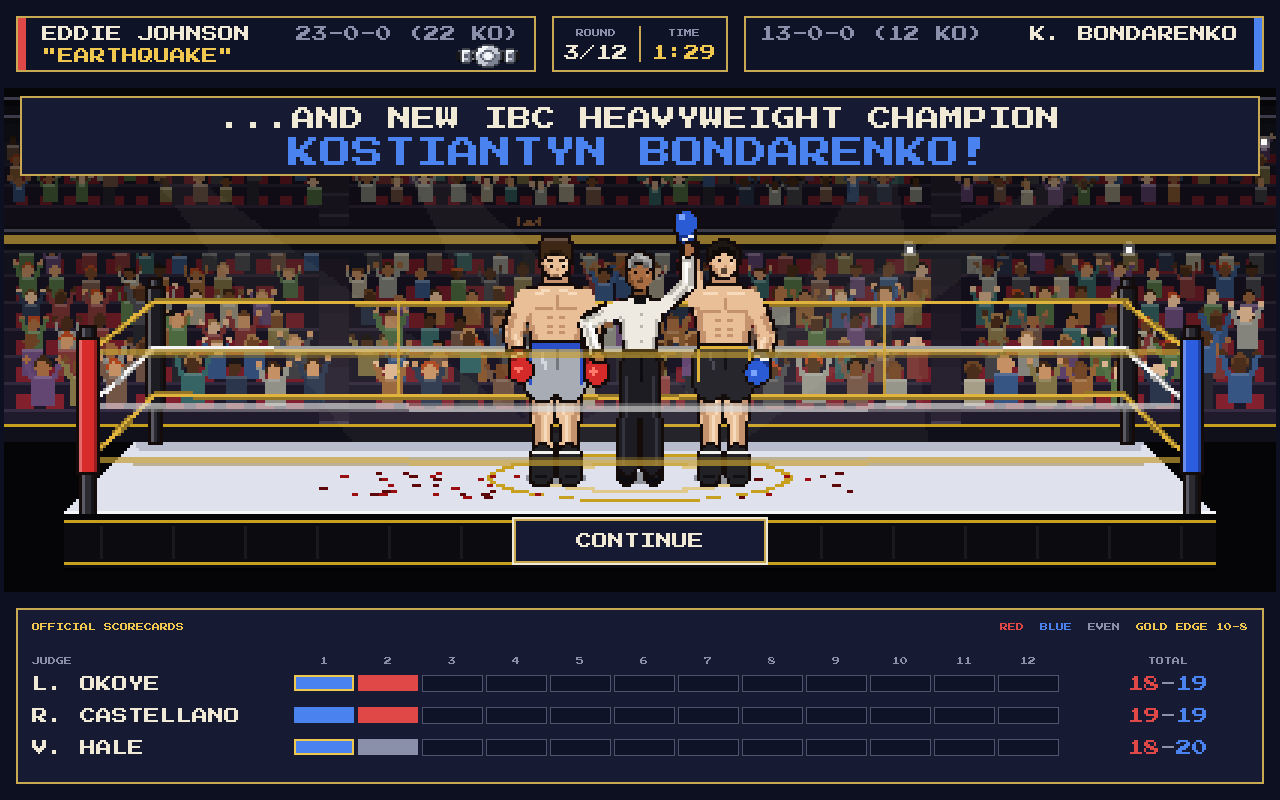 EDDIE JOHNSON 23-0-0 (22 KO)
"EARTHQUAKE"
ROUND TIME
3/12 1:29
13-0-0 (12 KO) K. BONDARENKO
...AND NEW IBC HEAVYWEIGHT CHAMPION
KOSTIANTYN BONDARENKO!
CONTINUE
OFFICIAL SCORECARDS RED BLUE EVEN GOLD EDGE 10-8
JUDGE 1 2 3 4 5 6 7 8 9 10 11 12 TOTAL
L. OKOYE 18-19
R. CASTELLANO 19-19
V. HALE 18-20